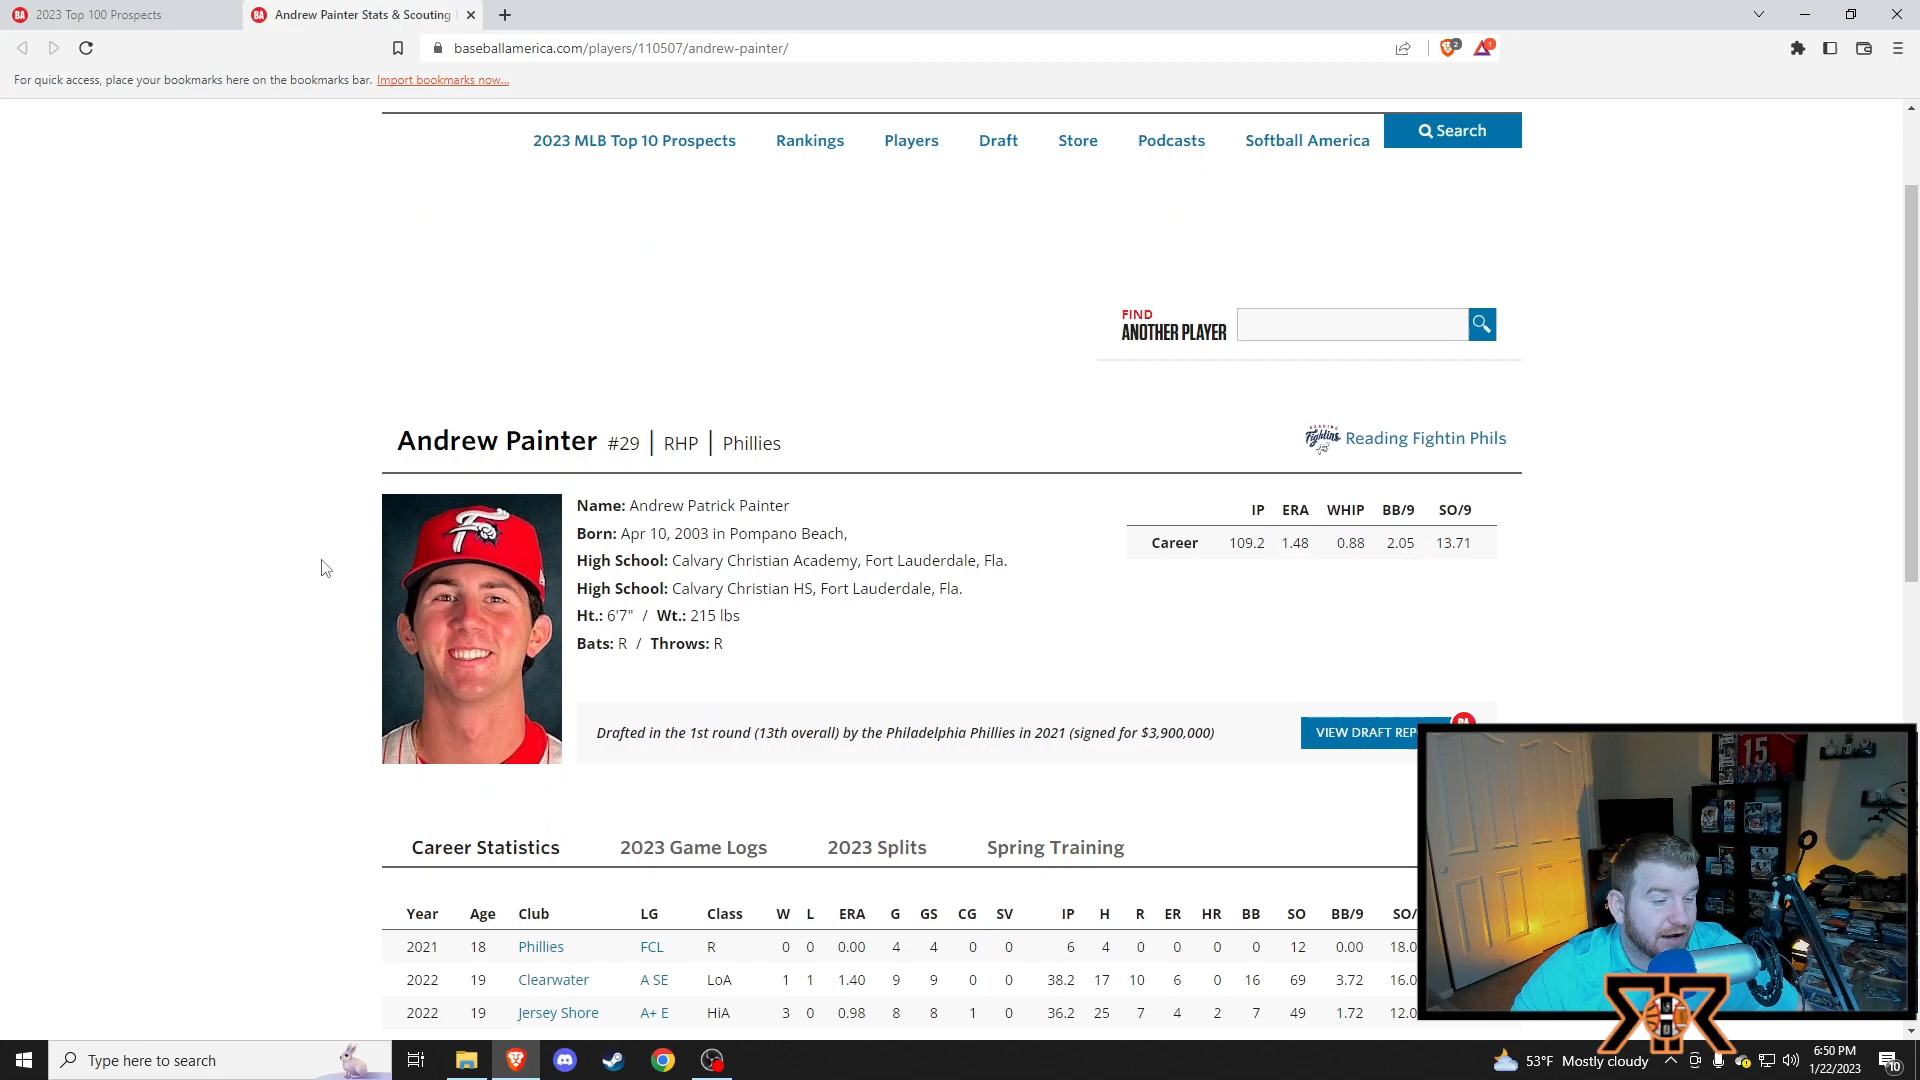 2023 Top 100 Prospects
Andrew Painter Stats & Scouting
baseballamerica.com/players/110507/andrew-painter/
2
1
For quick access, place your bookmarks here on the bookmarks bar. Import bookmarks now...
2023 MLB Top 10 Prospects Rankings Players Draft Store Podcasts Softball America Search
FIND
ANOTHER PLAYER
Andrew Painter #29 | RHP | Phillies
Reading Fightin Phils
Name: Andrew Patrick Painter
Born: Apr 10, 2003 in Pompano Beach,
High School: Calvary Christian Academy, Fort Lauderdale, Fla.
High School: Calvary Christian HS, Fort Lauderdale, Fla.
Ht.: 6'7" / Wt.: 215 lbs
Bats: R / Throws: R
IP ERA WHIP BB/9 SO/9
Career 109.2 1.48 0.88 2.05 13.71
Drafted in the 1st round (13th overall) by the Philadelphia Phillies in 2021 (signed for $3,900,000)
VIEW DRAFT REP
BA
15
Career Statistics 2023 Game Logs 2023 Splits Spring Training
Year Age Club LG Class W L ERA G GS CG SV IP H R ER HR BB SO BB/9 SO/
2021 18 Phillies FCL R 0 0 0.00 4 4 0 0 6 4 0 0 0 0 12 0.00 18.0
2022 19 Clearwater A SE LoA 1 1 1.40 9 9 0 0 38.2 17 10 6 0 16 69 3.72 16.0
2022 19 Jersey Shore A+ E HiA 3 0 0.98 8 8 1 0 36.2 25 7 4 2 7 49 1.72 12.0
Type here to search
53°F Mostly cloudy
6:50 PM
1/22/2023
10